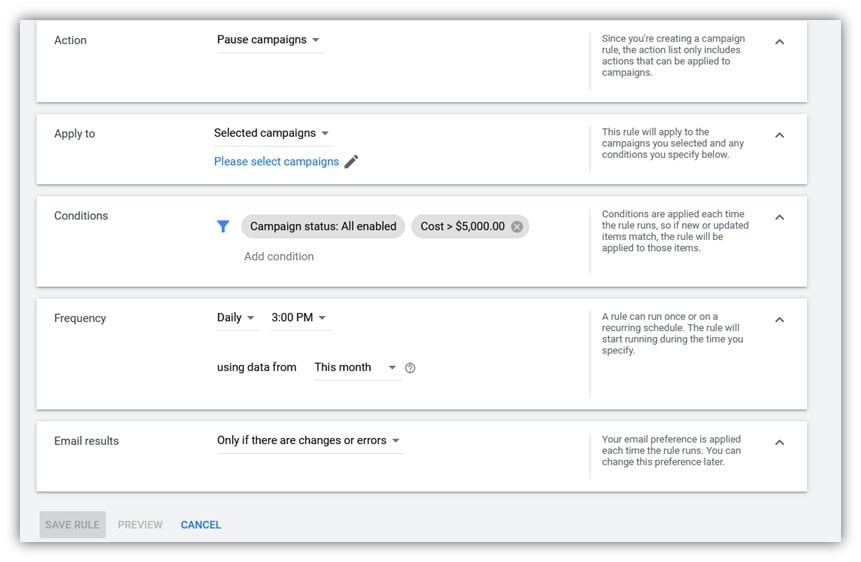 Action
Pause campaigns
Since you're creating a campaign
rule, the action list only includes
actions that can be applied to
campaigns.
Apply to
Selected campaigns
Please select campaigns
This rule will apply to the
campaigns you selected and any
conditions you specify below.
Conditions
Campaign status: All enabled
Cost > $5,000.00
Add condition
Conditions are applied each time
the rule runs, so if new or updated
items match, the rule will be
applied to those items.
Frequency
Daily
3:00 PM
using data from
This month
A rule can run once or on a
recurring schedule. The rule will
start running during the time you
specify.
Email results
Only if there are changes or errors
Your email preference is applied
each time the rule runs. You can
change this preference later.
SAVE RULE
PREVIEW
CANCEL